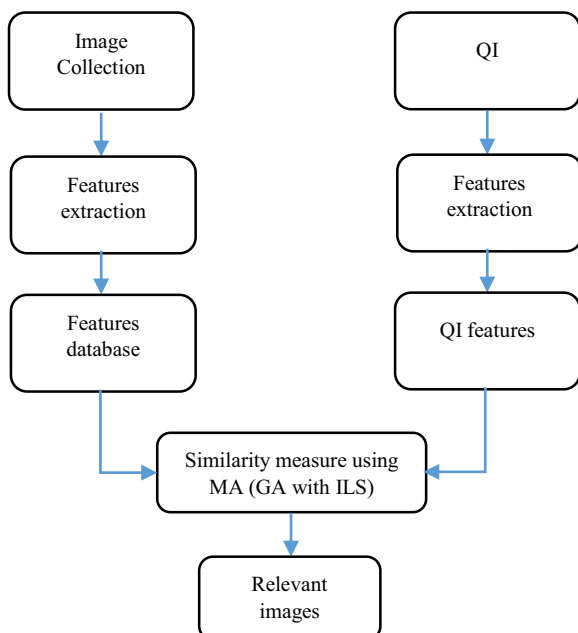 Image
Collection
QI
Features
extraction
Features
extraction
Features
database
QI features
Similarity measure using
MA (GA with ILS)
Relevant
images